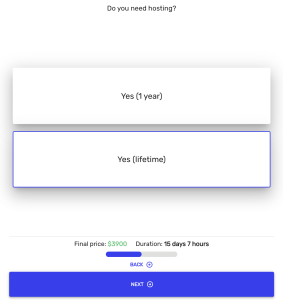 Do you need hosting?
Yes (1 year)
Yes (lifetime)
Final price: $3900 Duration: 15 days 7 hours
BACK
NEXT